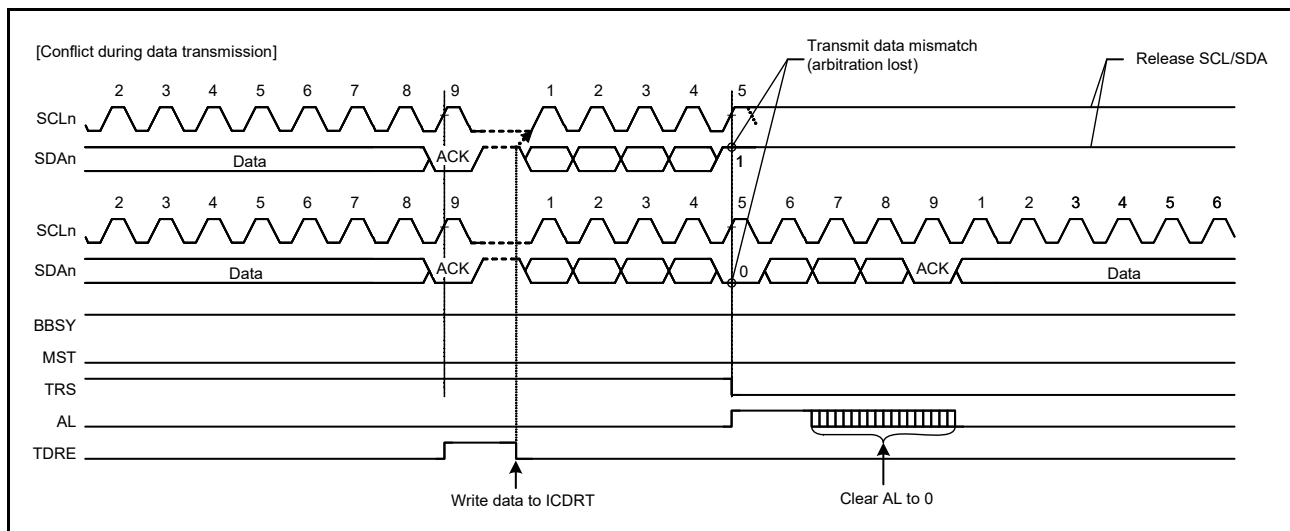 [Conflict during data transmission]
Transmit data mismatch
(arbitration lost)
Release SCL/SDA
2 3 4 5 6 7 8 9 1 2 3 4 5
SCLn
SDAn Data ACK 1
2 3 4 5 6 7 8 9 1 2 3 4 5 6 7 8 9 1 2 3 4 5 6
SCLn
SDAn Data ACK 0 ACK Data
BBSY
MST
TRS
AL
TDRE
Write data to ICDRT
Clear AL to 0